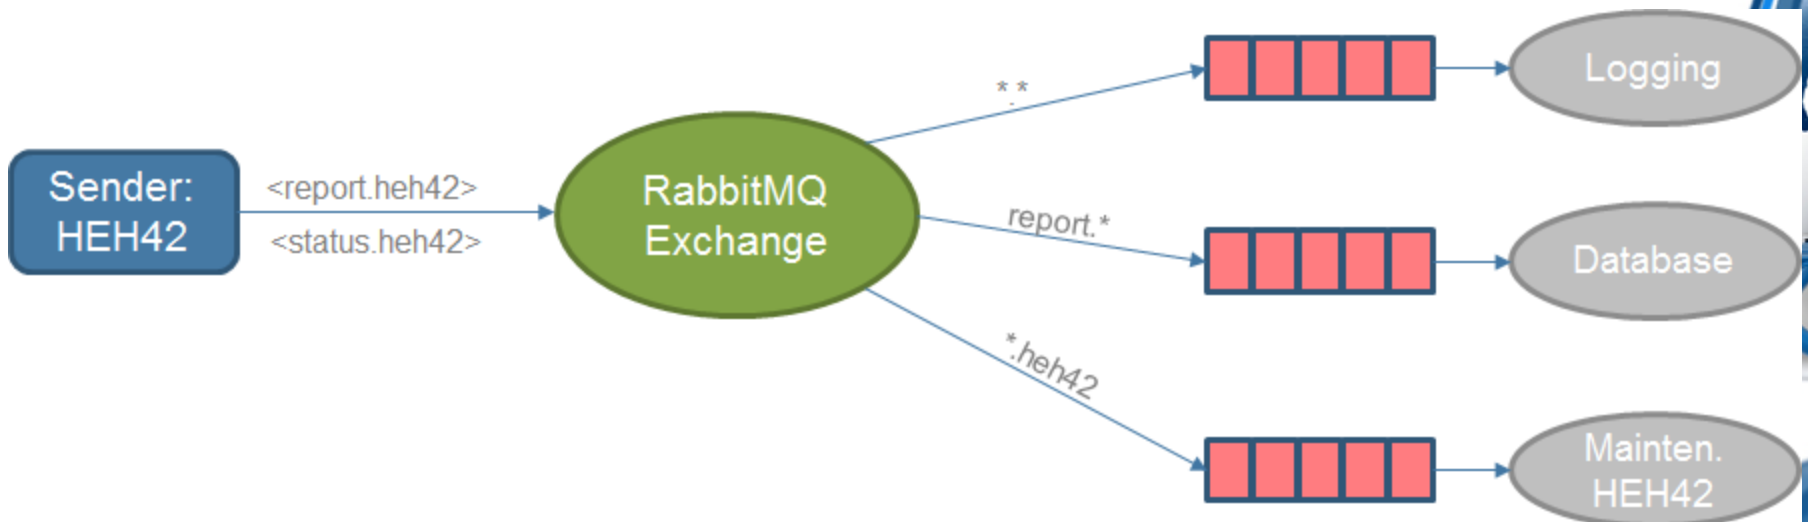 Sender:
HEH42
<report.heh42>
<status.heh42>
RabbitMQ
Exchange
*.*
report.*
*.heh42
Logging
Database
Mainten.
HEH42